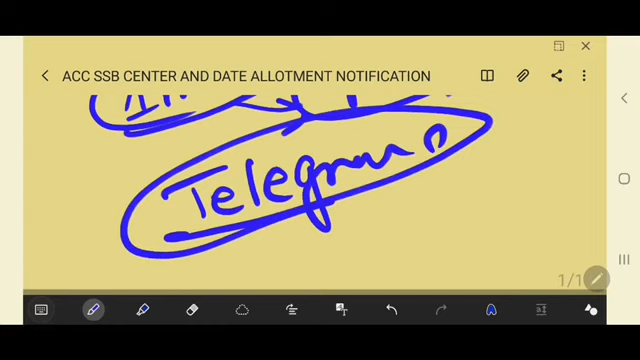 ACC SSB CENTER AND DATE ALLOTMENT NOTIFICATION
Telegram
1/1